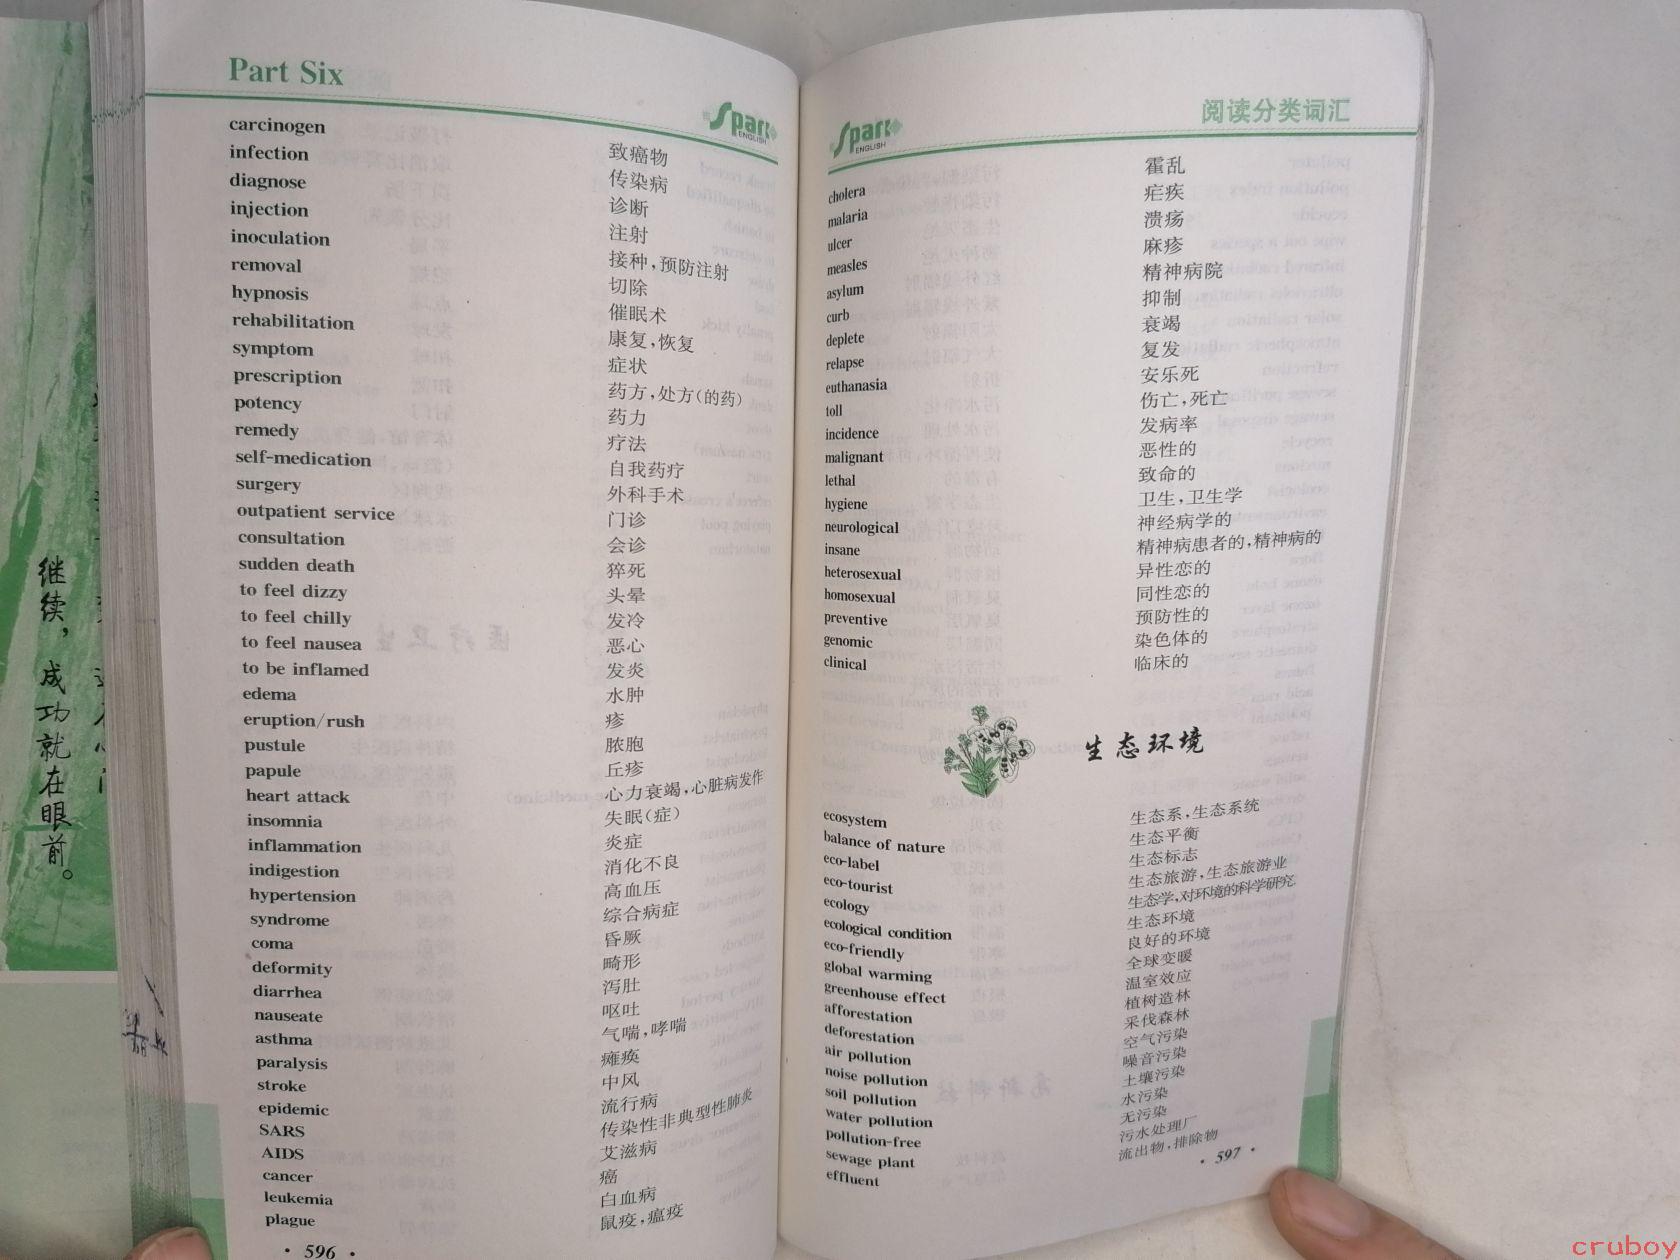 Part Six
Spark
ENGLISH
carcinogen 致癌物
infection 传染病
diagnose 诊断
injection 注射
inoculation 接种,预防注射
removal 切除
hypnosis 催眠术
rehabilitation 康复,恢复
symptom 症状
prescription 药方,处方(的药)
potency 药力
remedy 疗法
self-medication 自我药疗
surgery 外科手术
outpatient service 门诊
consultation 会诊
sudden death 猝死
to feel dizzy 头晕
to feel chilly 发冷
to feel nausea 恶心
to be inflamed 发炎
edema 水肿
eruption/rush 疹
pustule 脓胞
papule 丘疹
heart attack 心力衰竭,心脏病发作
insomnia 失眠(症)
inflammation 炎症
indigestion 消化不良
hypertension 高血压
syndrome 综合病症
coma 昏厥
deformity 畸形
diarrhea 泻肚
nauseate 呕吐
asthma 气喘,哮喘
paralysis 瘫痪
stroke 中风
epidemic 流行病
SARS 传染性非典型性肺炎
AIDS 艾滋病
cancer 癌
leukemia 白血病
plague 鼠疫,瘟疫
· 596 ·
Spark
ENGLISH
阅读分类词汇
cholera 霍乱
malaria 疟疾
ulcer 溃疡
measles 麻疹
asylum 精神病院
curb 抑制
deplete 衰竭
relapse 复发
euthanasia 安乐死
toll 伤亡,死亡
incidence 发病率
malignant 恶性的
lethal 致命的
hygiene 卫生,卫生学
neurological 神经病学的
insane 精神病患者的,精神病的
heterosexual 异性恋的
homosexual 同性恋的
preventive 预防性的
genomic 染色体的
clinical 临床的
生态环境
ecosystem 生态系,生态系统
balance of nature 生态平衡
eco-label 生态标志
eco-tourist 生态旅游,生态旅游业
ecology 生态学,对环境的科学研究
ecological condition 生态环境
eco-friendly 良好的环境
global warming 全球变暖
greenhouse effect 温室效应
afforestation 植树造林
deforestation 采伐森林
air pollution 空气污染
noise pollution 噪音污染
soil pollution 土壤污染
water pollution 水污染
pollution-free 无污染
sewage plant 污水处理厂
effluent 流出物,排除物
· 597 ·
继续，成功就在眼前。
cruboy